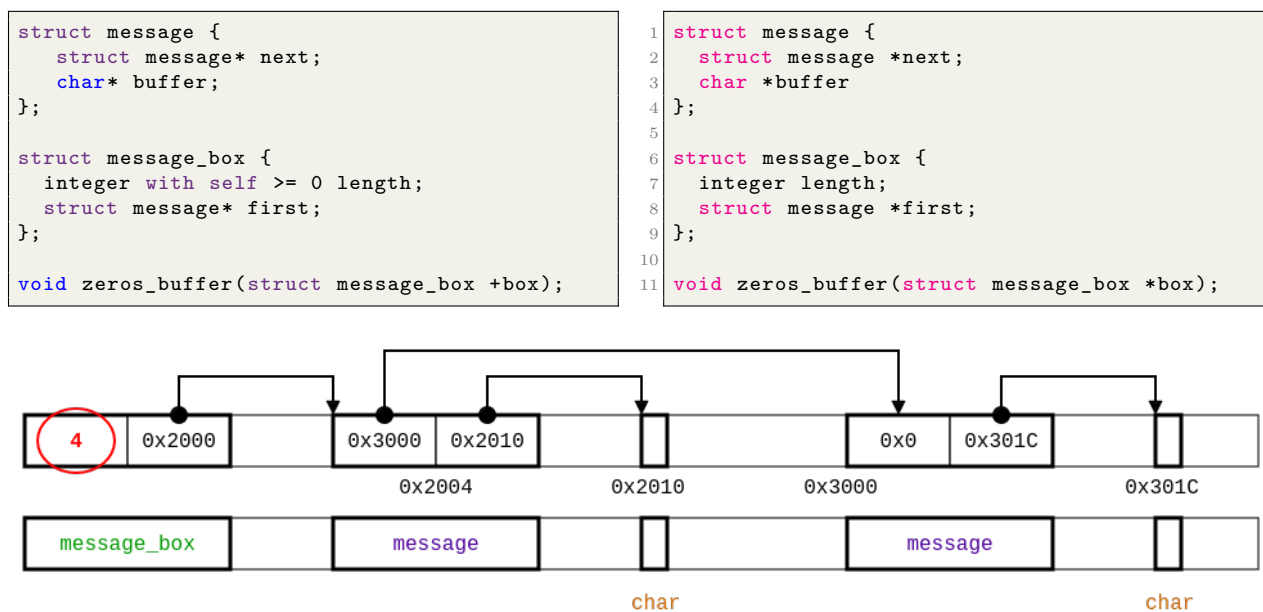 struct message {
struct message* next;
char* buffer;
};
struct message_box {
integer with self >= 0 length;
struct message* first;
};
void zeros_buffer(struct message_box +box);
1 struct message {
2 struct message *next;
3 char *buffer
4 };
5
6 struct message_box {
7 integer length;
8 struct message *first;
9 };
10
11 void zeros_buffer(struct message_box *box);
4 0x2000 0x3000 0x2010 0x0 0x301C
0x2004 0x2010 0x3000 0x301C
message_box message message
char char